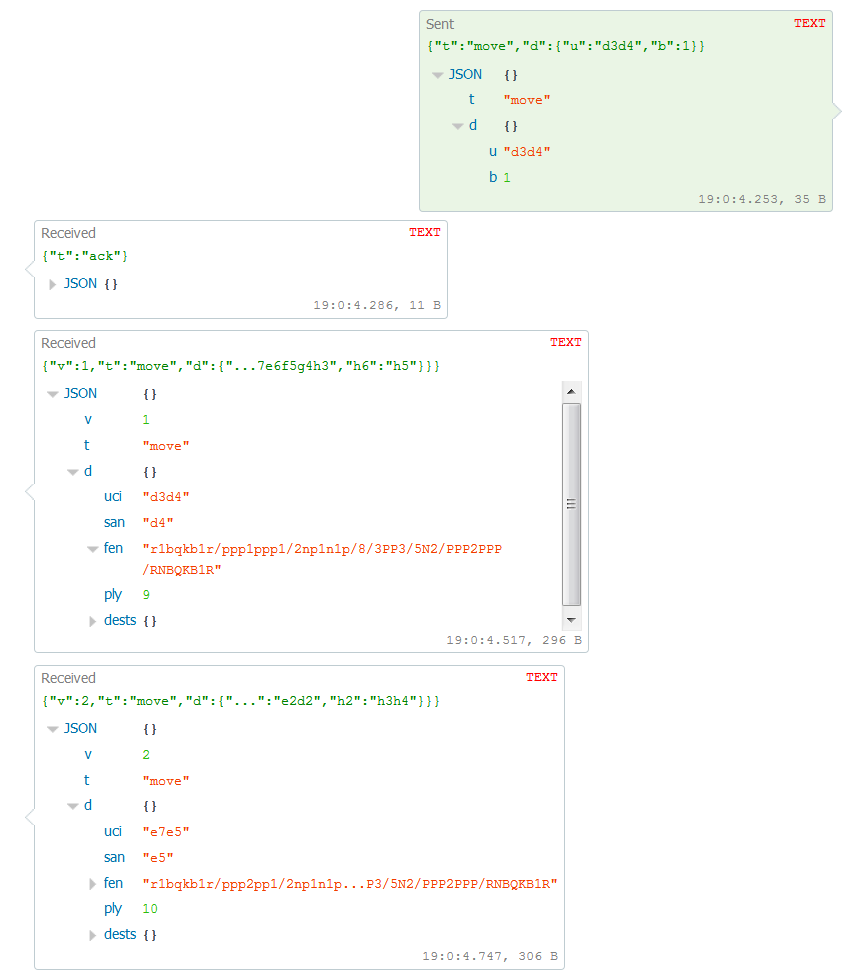 Sent TEXT
{"t":"move","d":{"u":"d3d4","b":1}}
JSON {}
t "move"
d {}
u "d3d4"
b 1
19:0:4.253, 35 B
Received TEXT
{"t":"ack"}
JSON {}
19:0:4.286, 11 B
Received TEXT
{"v":1,"t":"move","d":{"...7e6f5g4h3","h6":"h5"}}}
JSON {}
v 1
t "move"
d {}
uci "d3d4"
san "d4"
fen "r1bqkb1r/ppp1ppp1/2np1n1p/8/3PP3/5N2/PPP2PPP
/RNBQKB1R"
ply 9
dests {}
19:0:4.517, 296 B
Received TEXT
{"v":2,"t":"move","d":{"...":"e2d2","h2":"h3h4"}}}
JSON {}
v 2
t "move"
d {}
uci "e7e5"
san "e5"
fen "r1bqkb1r/ppp2pp1/2np1n1p...P3/5N2/PPP2PPP/RNBQKB1R"
ply 10
dests {}
19:0:4.747, 306 B